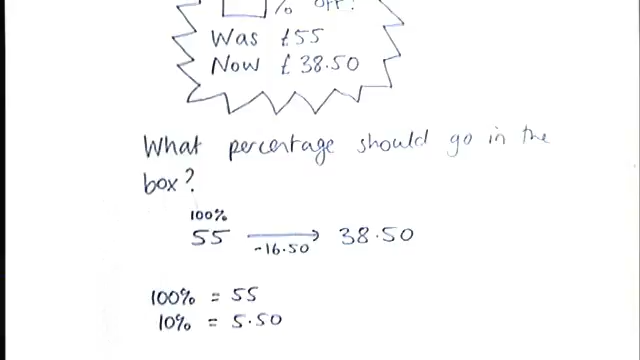 % off!
Was £55
Now £38.50
What percentage should go in the
box?
100%
55 38.50
-16.50
100% = 55
10% = 5.50